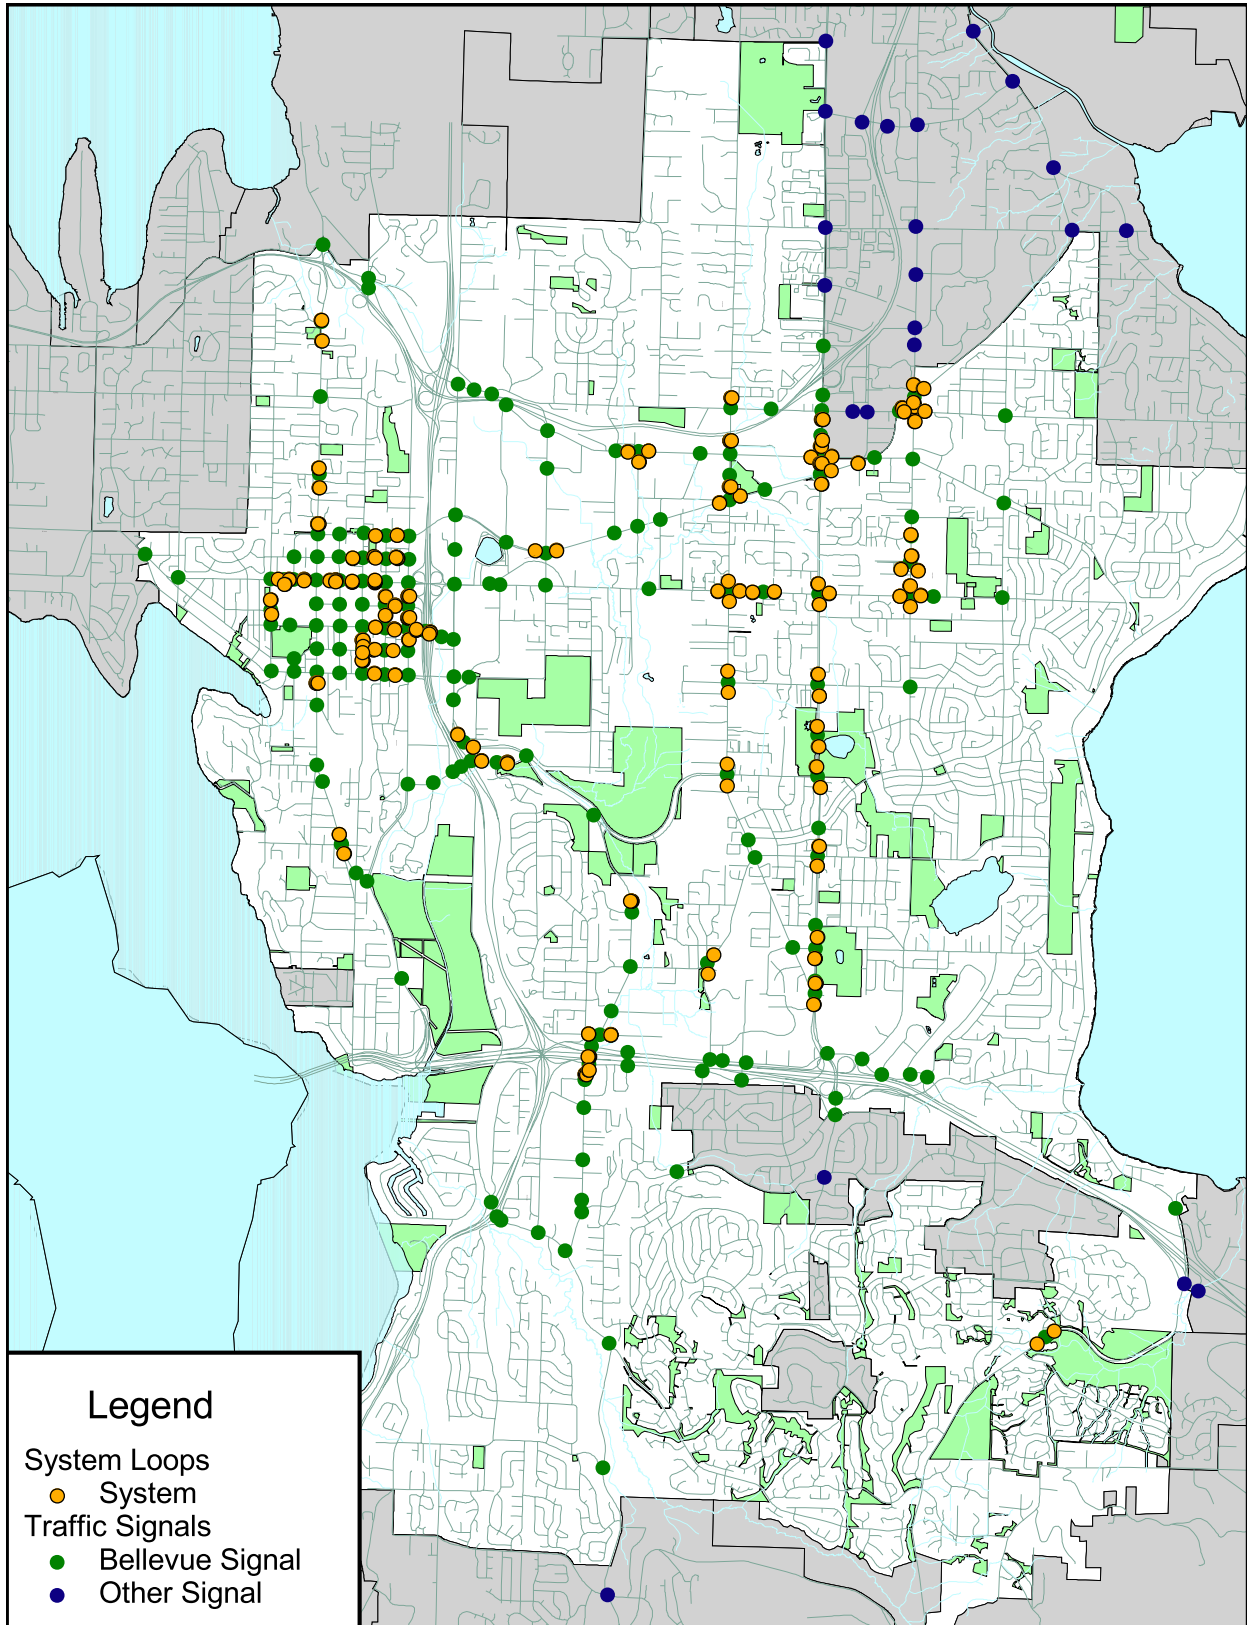 Legend
System Loops
System
Traffic Signals
Bellevue Signal
Other Signal